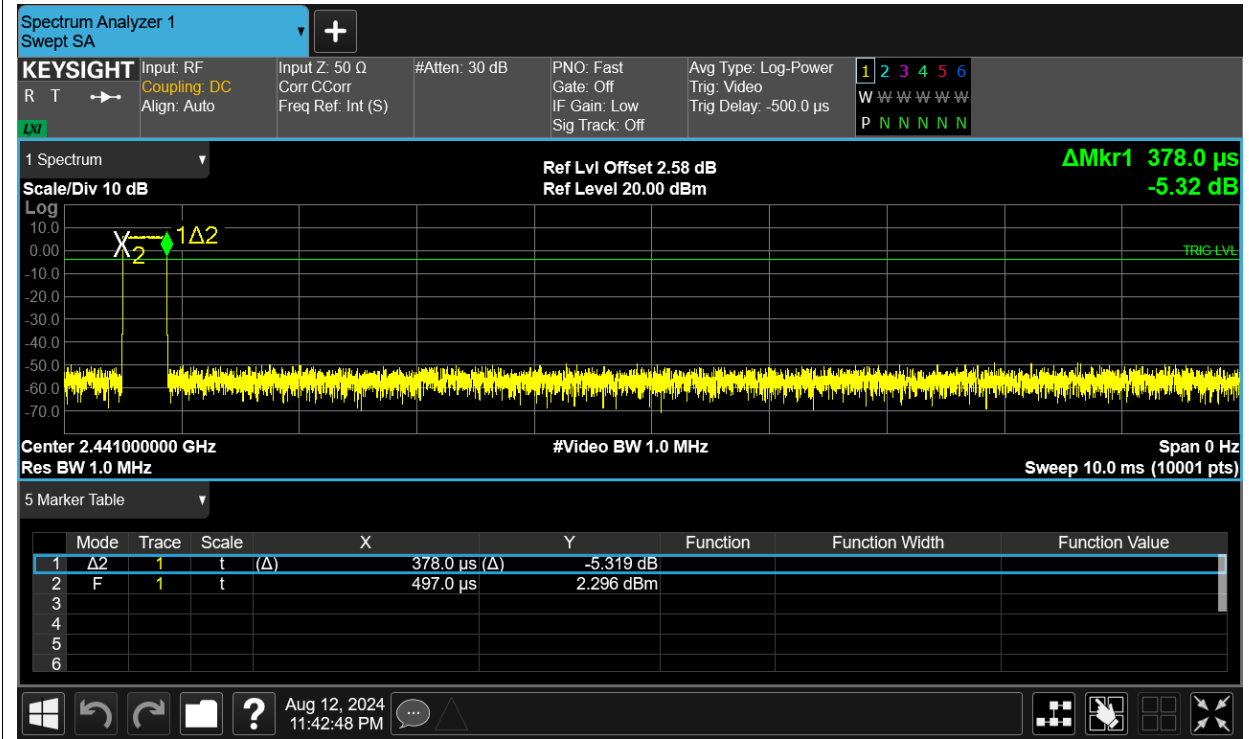 Spectrum Analyzer 1
Swept SA
+
KEYSIGHT Input: RF Input Z: 50 Ω #Atten: 30 dB PNO: Fast Avg Type: Log-Power 1 2 3 4 5 6
R T Coupling: DC Corr CCorr Gate: Off Trig: Video W W W W W W
Align: Auto Freq Ref: Int (S) IF Gain: Low Trig Delay: -500.0 µs P N N N N N
LXI Sig Track: Off
1 Spectrum
Ref Lvl Offset 2.58 dB ΔMkr1 378.0 µs
Scale/Div 10 dB Ref Level 20.00 dBm -5.32 dB
Log
10.0
X2 1Δ2
0.00 TRIG LVL
-10.0
-20.0
-30.0
-40.0
-50.0
-60.0
-70.0
Center 2.441000000 GHz #Video BW 1.0 MHz Span 0 Hz
Res BW 1.0 MHz Sweep 10.0 ms (10001 pts)
5 Marker Table
Mode Trace Scale X Y Function Function Width Function Value
1 Δ2 1 t (Δ) 378.0 µs (Δ) -5.319 dB
2 F 1 t 497.0 µs 2.296 dBm
3
4
5
6
? Aug 12, 2024
11:42:48 PM